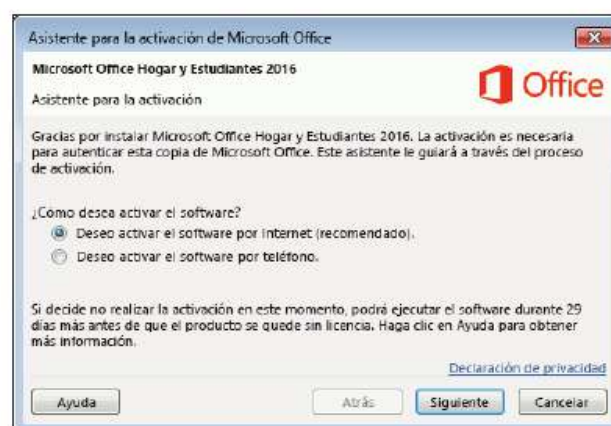 Asistente para la activación de Microsoft Office
Microsoft Office Hogar y Estudiantes 2016
Office
Asistente para la activación
Gracias por instalar Microsoft Office Hogar y Estudiantes 2016. La activación es necesaria
para autenticar esta copia de Microsoft Office. Este asistente le guiará a través del proceso
de activación.
¿Cómo desea activar el software?
Deseo activar el software por Internet (recomendado).
Deseo activar el software por teléfono.
Si decide no realizar la activación en este momento, podrá ejecutar el software durante 29
días más antes de que el producto se quede sin licencia. Haga clic en Ayuda para obtener
más información.
Declaración de privacidad
Ayuda Atrás Siguiente Cancelar